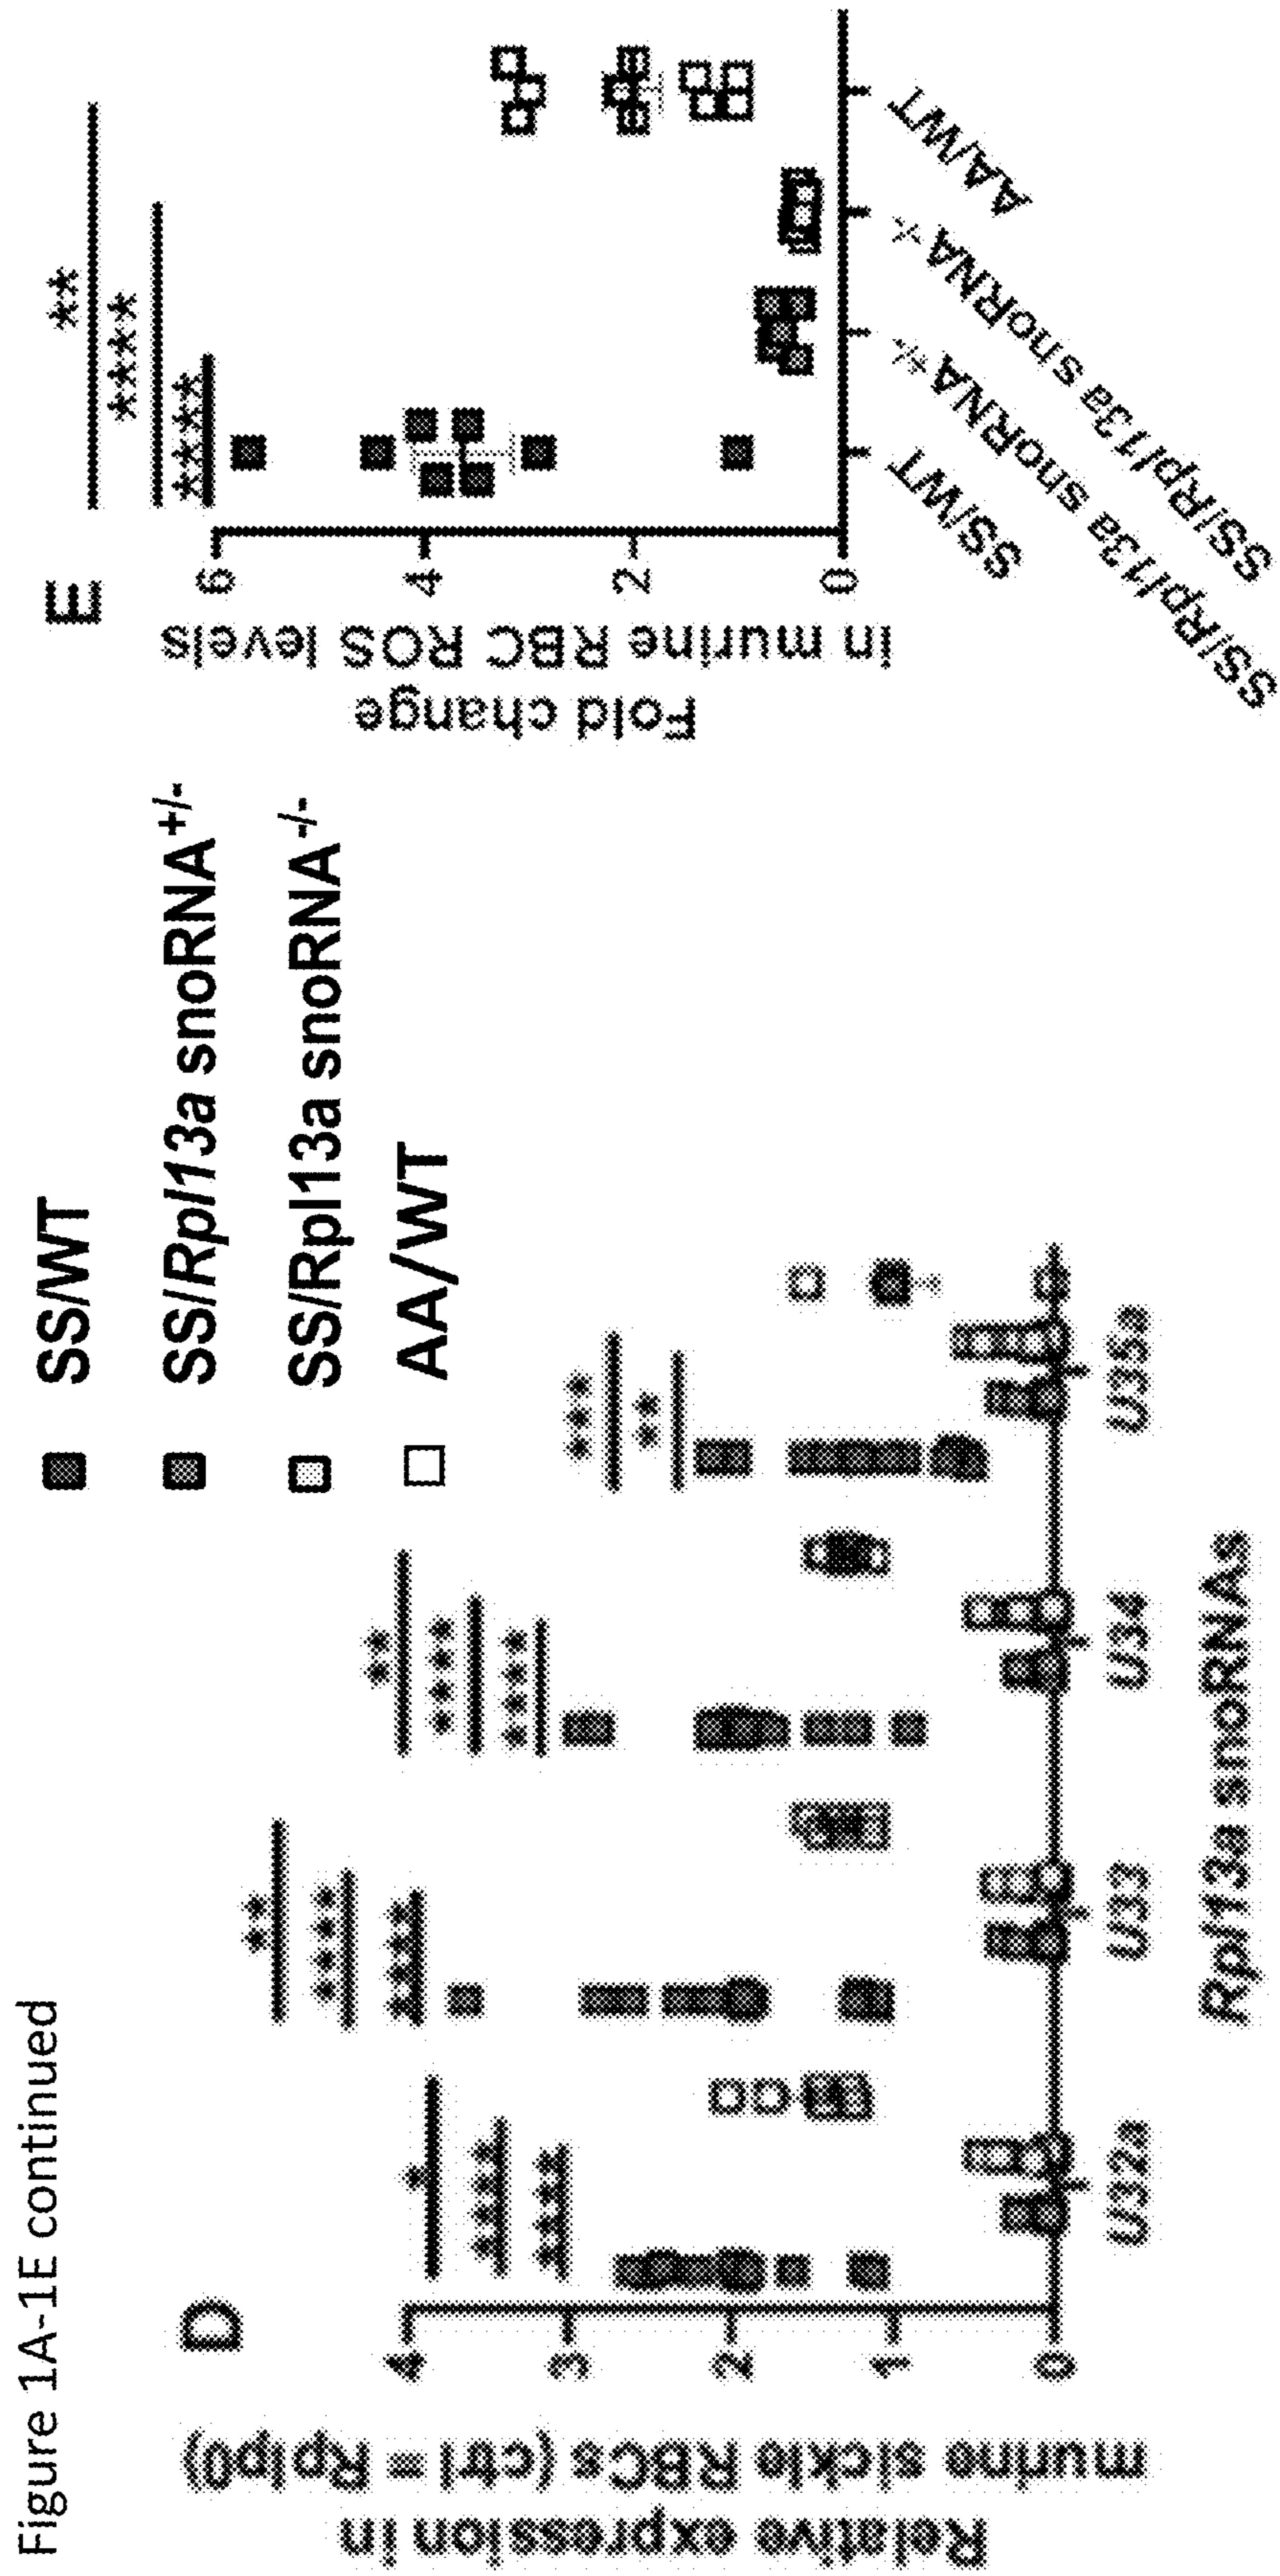 Figure 1A-1E continued
D
SS/WT
SS/Rpl13a snoRNA+/-
SS/Rpl13a snoRNA-/-
AA/WT
Relative expression in
murine sickle RBCs (ctrl = Rplp0)
4
3
2
1
0
*
****
****
**
****
****
**
****
****
***
**
U32a
U33
U34
U35a
Rpl13a snoRNAs
E
Fold change
in murine RBC ROS levels
6
4
2
0
**
****
****
SS/WT
SS/Rpl13a snoRNA+/-
SS/Rpl13a snoRNA-/-
AA/WT